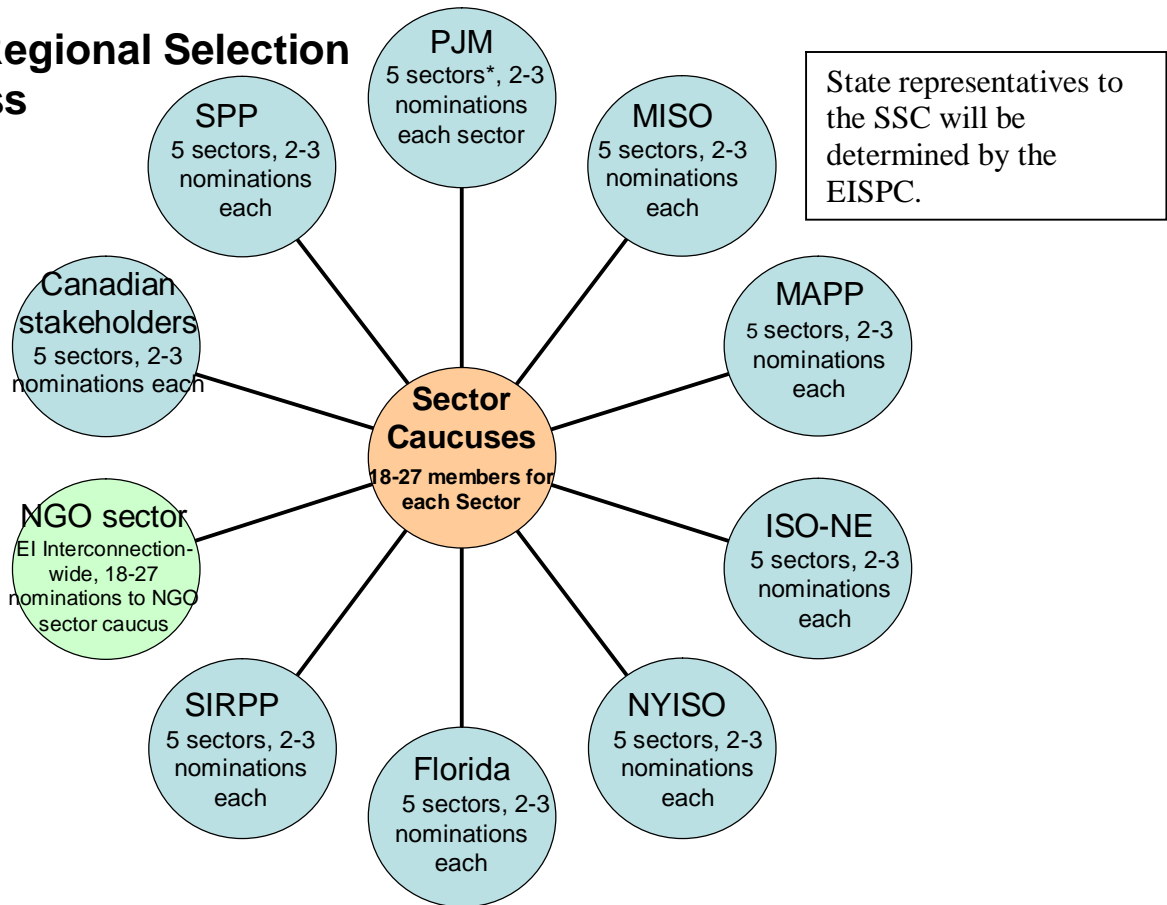 egional Selection
ss
PJM
5 sectors*, 2-3
nominations
each sector
State representatives to
the SSC will be
determined by the
EISPC.
SPP
5 sectors, 2-3
nominations
each
MISO
5 sectors, 2-3
nominations
each
Canadian
stakeholders
5 sectors, 2-3
nominations each
MAPP
5 sectors, 2-3
nominations
each
Sector
Caucuses
18-27 members for
each Sector
NGO sector
EI Interconnection-
wide, 18-27
nominations to NGO
sector caucus
ISO-NE
5 sectors, 2-3
nominations
each
SIRPP
5 sectors, 2-3
nominations
each
Florida
5 sectors, 2-3
nominations
each
NYISO
5 sectors, 2-3
nominations
each